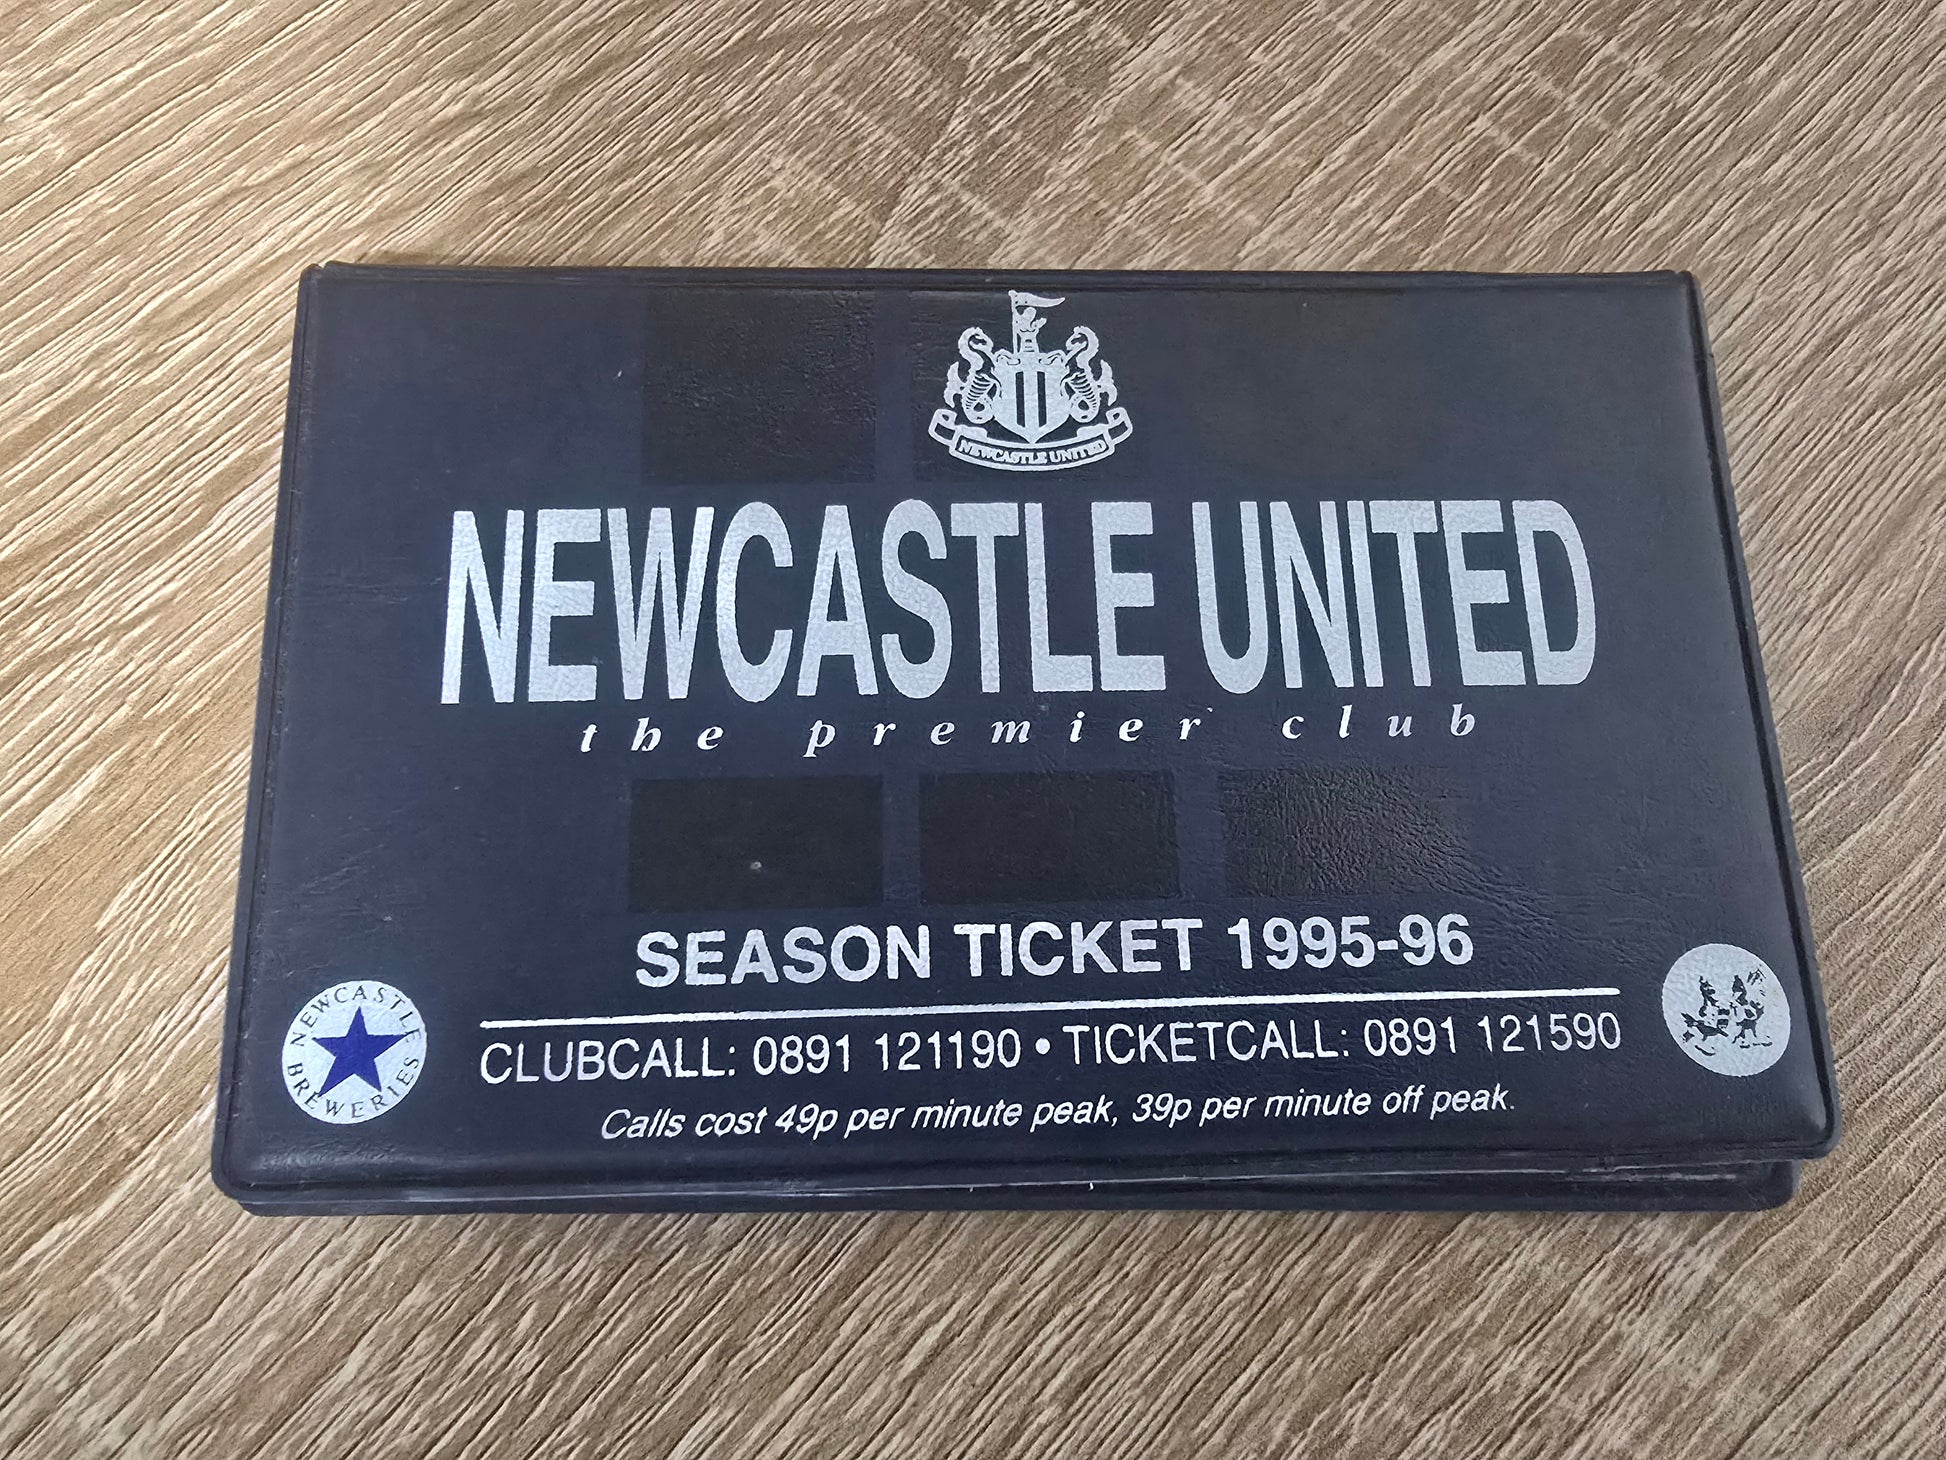 NEWCASTLE UNITED
NEWCASTLE UNITED
the premier club
SEASON TICKET 1995-96
NEWCASTLE BREWERIES
CLUBCALL: 0891 121190 • TICKETCALL: 0891 121590
Calls cost 49p per minute peak, 39p per minute off peak.